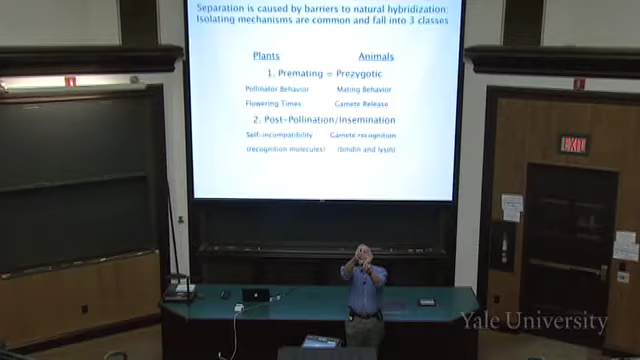 Separation is caused by barriers to natural hybridization:
Isolating mechanisms are common and fall into 3 classes
Plants Animals
1. Premating = Prezygotic
Pollinator Behavior Mating Behavior
Flowering Times Gamete Release
2. Post-Pollination/Insemination
Self-incompatibility Gamete recognition
(recognition molecules) (bindin and lysin)
EXIT
Yale University